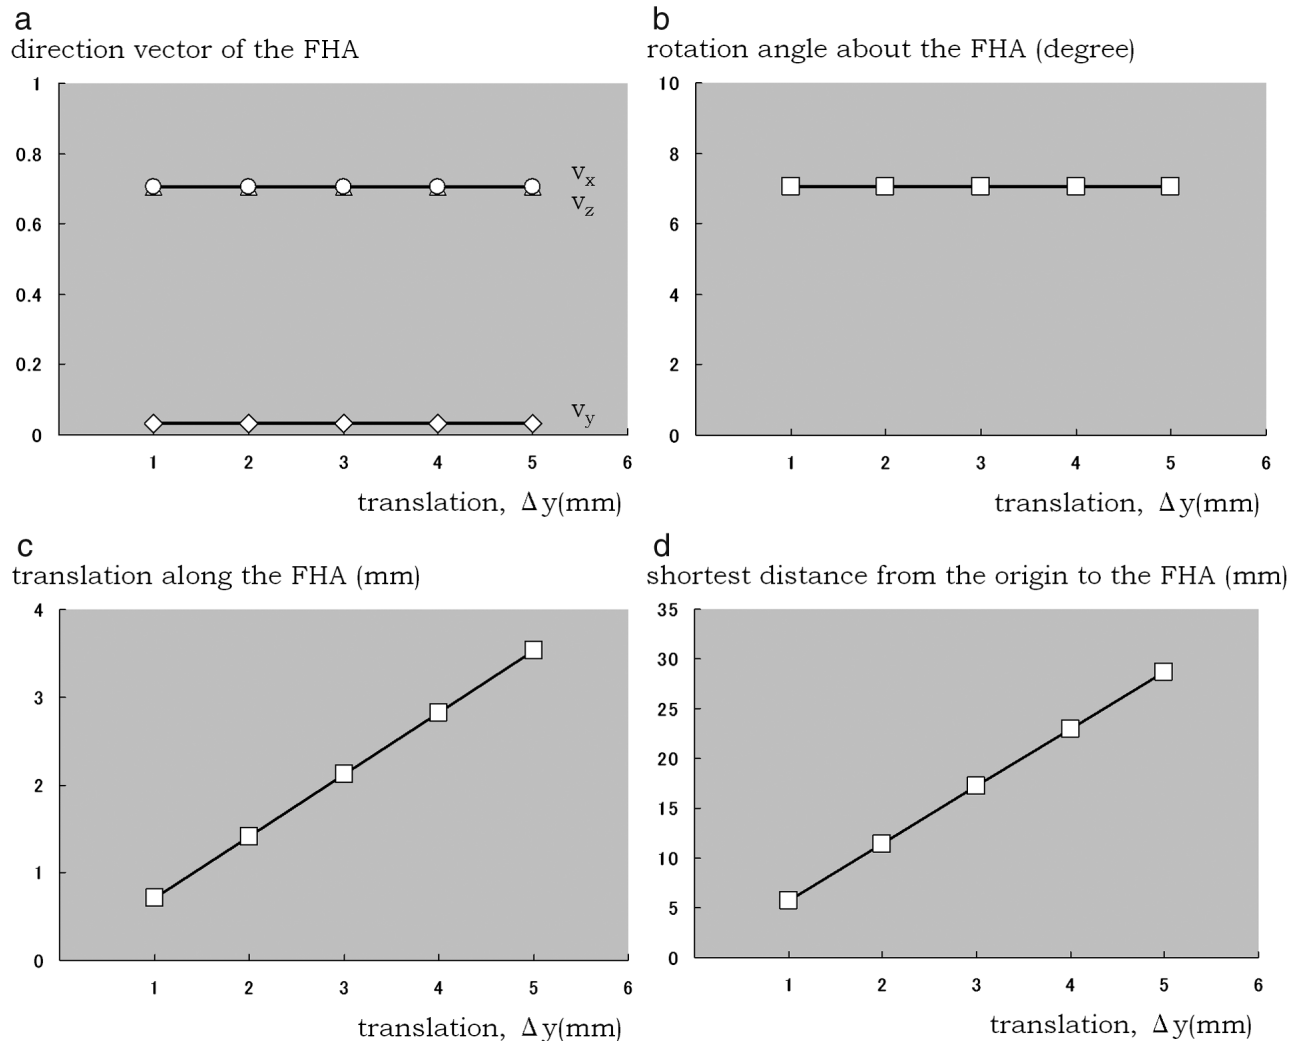 a
direction vector of the FHA
1
0.8
0.6
0.4
0.2
0
v_x
v_z
v_y
1 2 3 4 5 6
translation, Δy(mm)
b
rotation angle about the FHA (degree)
10
8
6
4
2
0
1 2 3 4 5 6
translation, Δy(mm)
c
translation along the FHA (mm)
4
3
2
1
0
1 2 3 4 5 6
translation, Δy(mm)
d
shortest distance from the origin to the FHA (mm)
35
30
25
20
15
10
5
0
1 2 3 4 5 6
translation, Δy(mm)